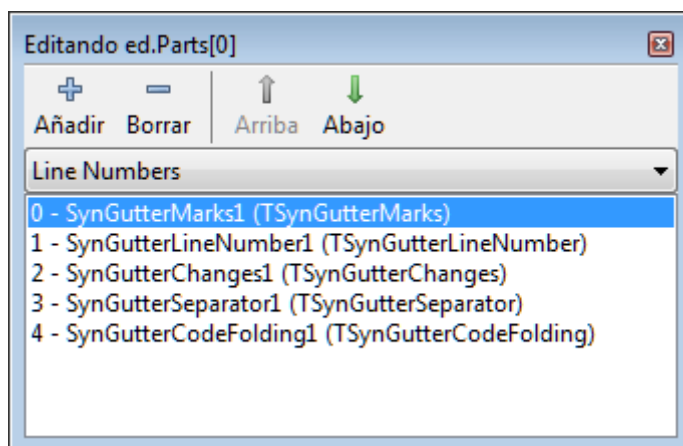 Editando ed.Parts[0]
Añadir Borrar Arriba Abajo
Line Numbers
0 - SynGutterMarks1 (TSynGutterMarks)
1 - SynGutterLineNumber1 (TSynGutterLineNumber)
2 - SynGutterChanges1 (TSynGutterChanges)
3 - SynGutterSeparator1 (TSynGutterSeparator)
4 - SynGutterCodeFolding1 (TSynGutterCodeFolding)